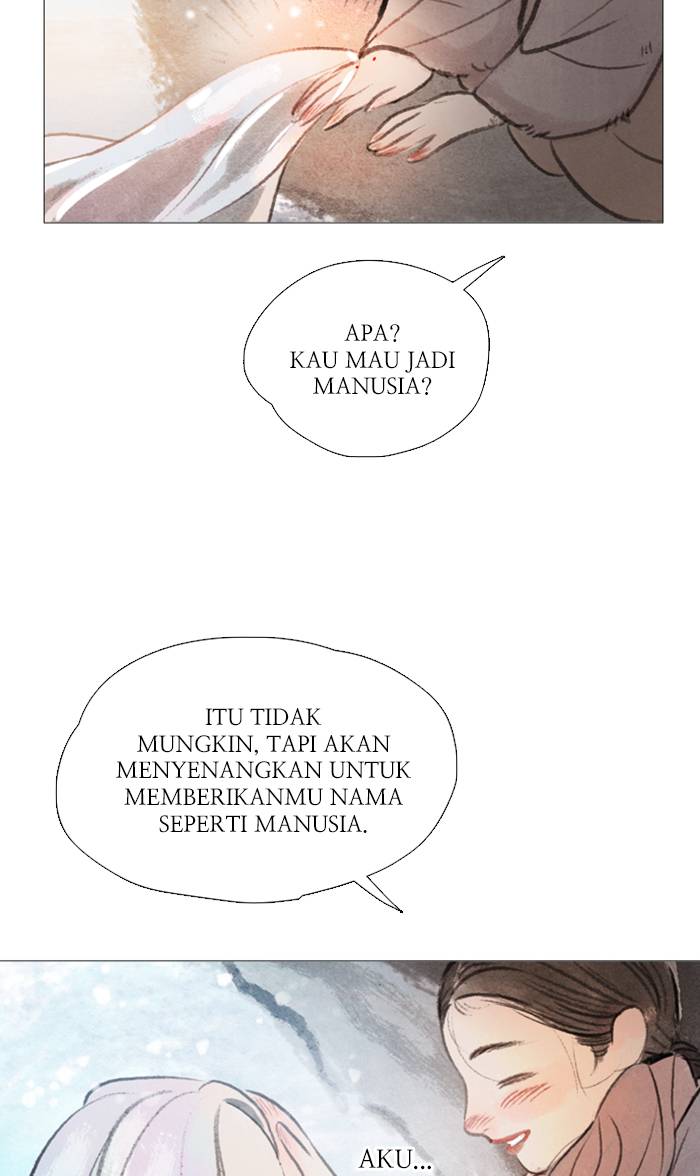 APA?
KAU MAU JADI
MANUSIA?
ITU TIDAK
MUNGKIN, TAPI AKAN
MENYENANGKAN UNTUK
MEMBERIKANMU NAMA
SEPERTI MANUSIA.
AKU...